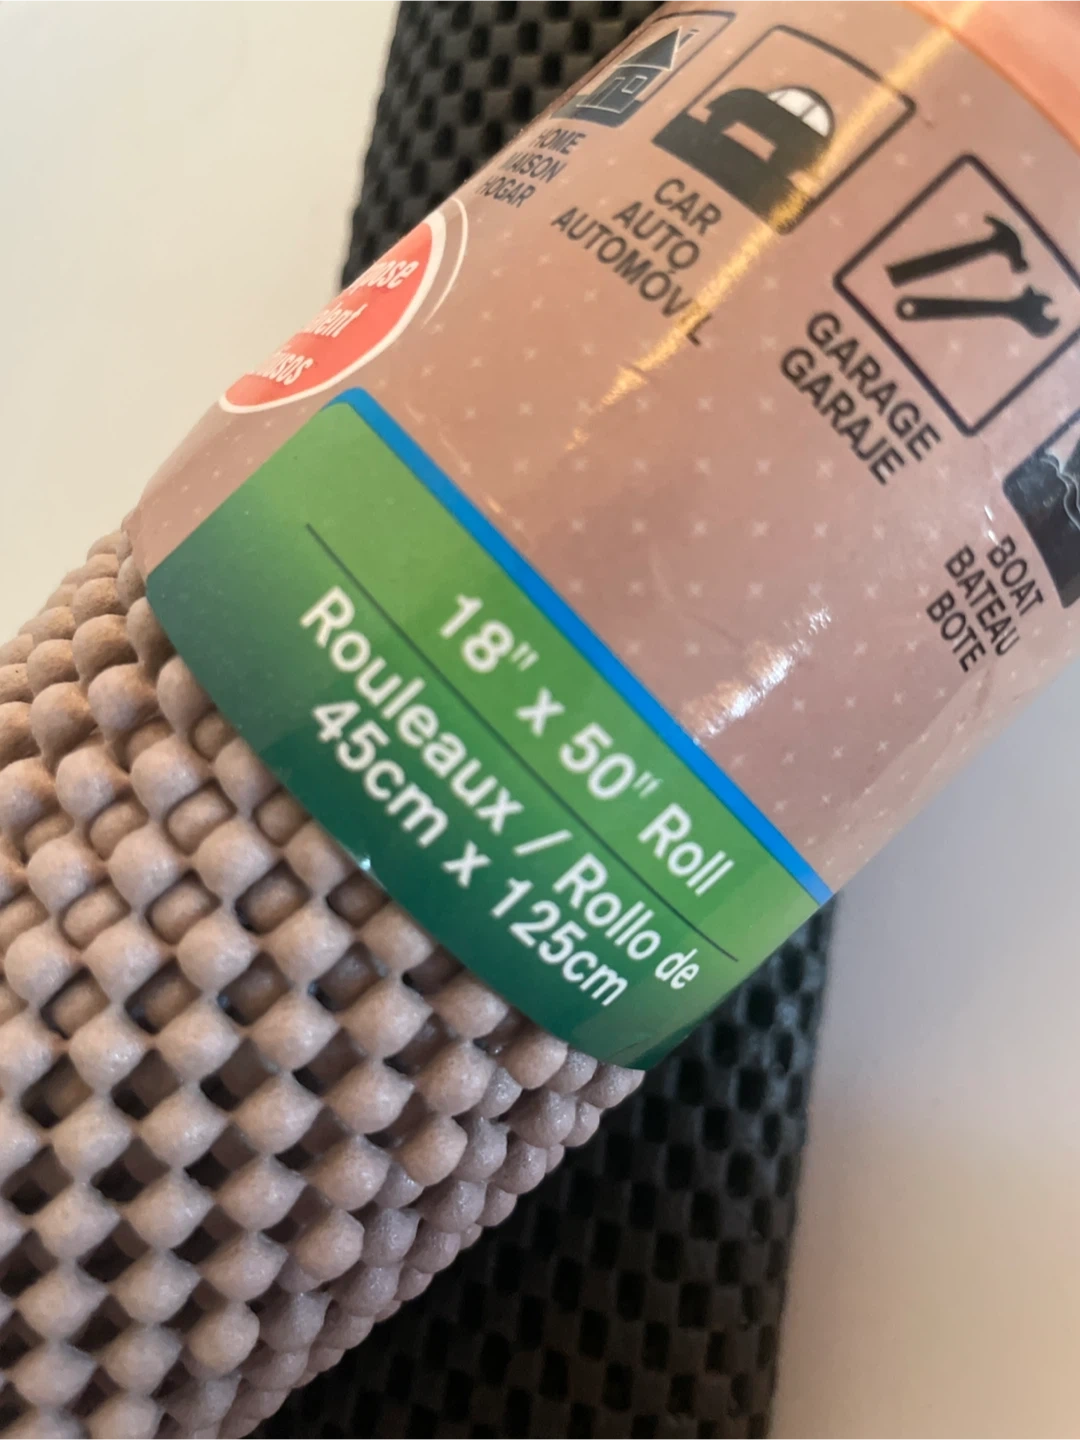 HOME
MAISON
HOGAR
CAR
AUTO
AUTOMÓVIL
GARAGE
GARAJE
BOAT
BATEAU
BOTE
18" x 50" Roll
Rouleaux / Rollo de
45cm x 125cm